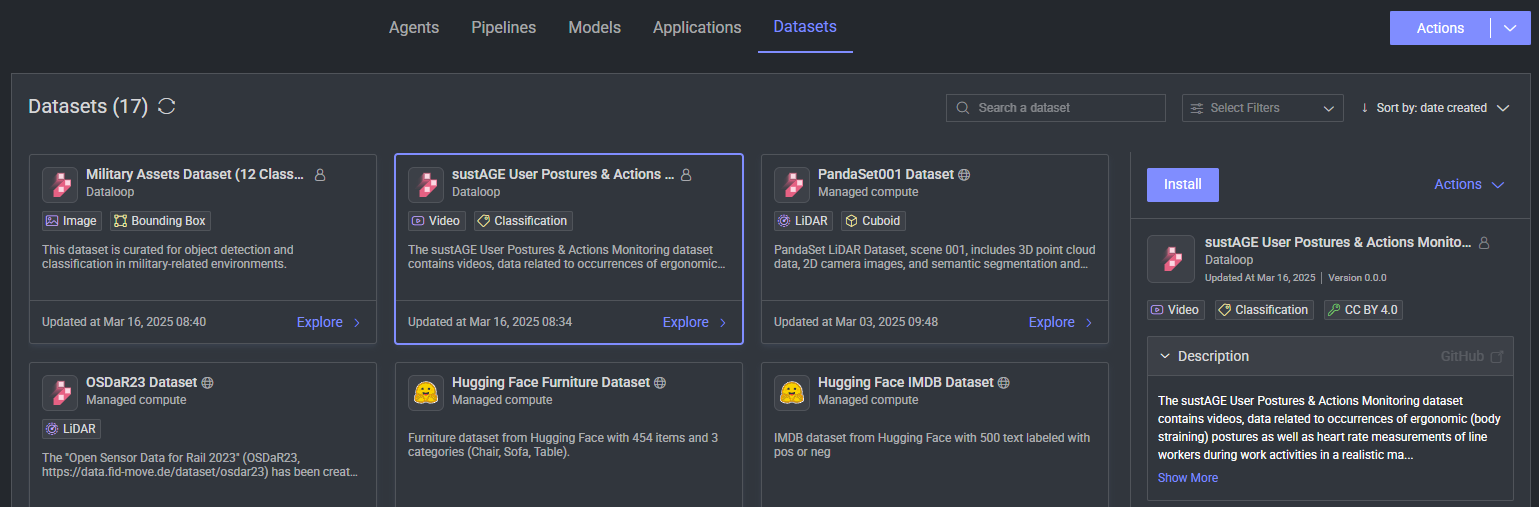 Agents Pipelines Models Applications Datasets Actions
Datasets (17)
Search a dataset
Select Filters
↓ Sort by: date created
Military Assets Dataset (12 Class...
Dataloop
Image Bounding Box
This dataset is curated for object detection and
classification in military-related environments.
Updated at Mar 16, 2025 08:40 Explore
sustAGE User Postures & Actions ...
Dataloop
Video Classification
The sustAGE User Postures & Actions Monitoring dataset
contains videos, data related to occurrences of ergonomic...
Updated at Mar 16, 2025 08:34 Explore
PandaSet001 Dataset
Managed compute
LiDAR Cuboid
PandaSet LiDAR Dataset, scene 001, includes 3D point cloud
data, 2D camera images, and semantic segmentation and...
Updated at Mar 03, 2025 09:48 Explore
OSDaR23 Dataset
Managed compute
LiDAR
The "Open Sensor Data for Rail 2023" (OSDaR23,
https://data.fid-move.de/dataset/osdar23) has been creat...
Hugging Face Furniture Dataset
Managed compute
Furniture dataset from Hugging Face with 454 items and 3
categories (Chair, Sofa, Table).
Hugging Face IMDB Dataset
Managed compute
IMDB dataset from Hugging Face with 500 text labeled with
pos or neg
Install Actions
sustAGE User Postures & Actions Monito...
Dataloop
Updated At Mar 16, 2025 | Version 0.0.0
Video Classification CC BY 4.0
Description GitHub
The sustAGE User Postures & Actions Monitoring dataset
contains videos, data related to occurrences of ergonomic (body
straining) postures as well as heart rate measurements of line
workers during work activities in a realistic ma...
Show More